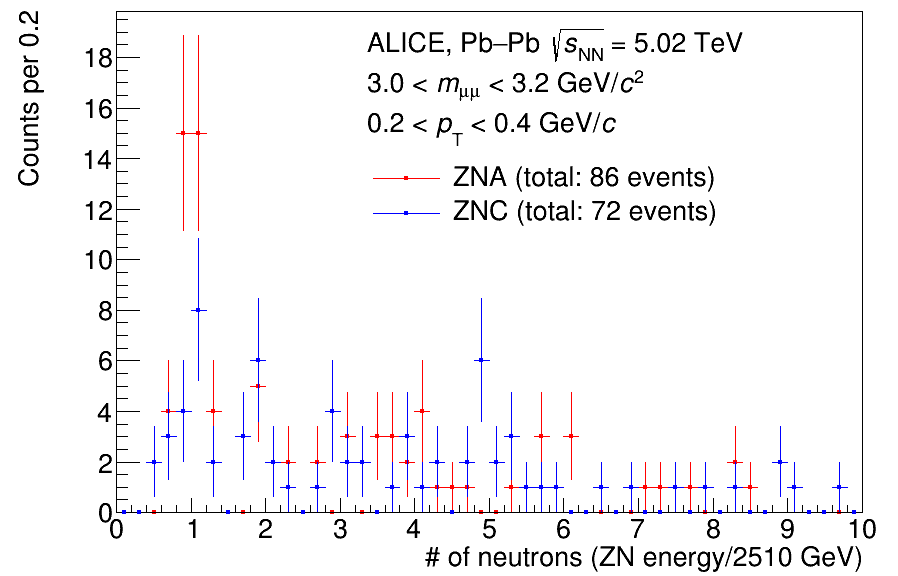 Counts per 0.2
ALICE, Pb–Pb √sNN = 5.02 TeV
3.0 < mμμ < 3.2 GeV/c²
0.2 < pT < 0.4 GeV/c
ZNA (total: 86 events)
ZNC (total: 72 events)
18
16
14
12
10
8
6
4
2
0
0 1 2 3 4 5 6 7 8 9 10
# of neutrons (ZN energy/2510 GeV)